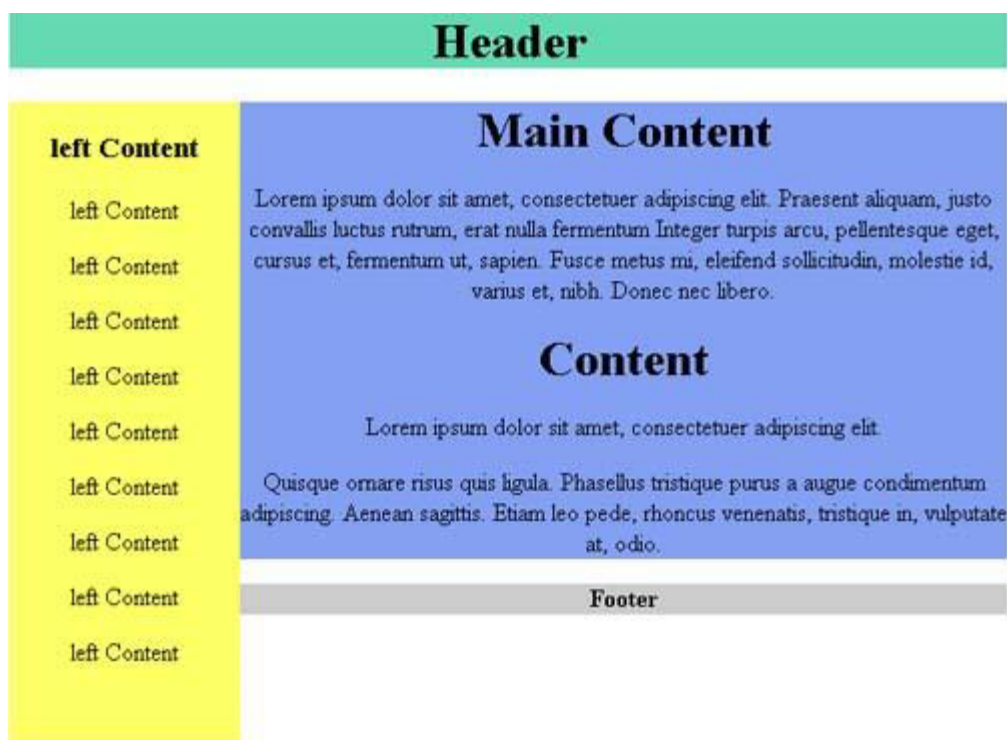 Header
left Content
left Content
left Content
left Content
left Content
left Content
left Content
left Content
left Content
left Content
Main Content
Lorem ipsum dolor sit amet, consectetuer adipiscing elit. Praesent aliquam, justo
convallis luctus rutrum, erat nulla fermentum Integer turpis arcu, pellentesque eget,
cursus et, fermentum ut, sapien. Fusce metus mi, eleifend sollicitudin, molestie id,
varius et, nibh. Donec nec libero.
Content
Lorem ipsum dolor sit amet, consectetuer adipiscing elit.
Quisque ornare risus quis ligula. Phasellus tristique purus a augue condimentum
adipiscing. Aenean sagittis. Etiam leo pede, rhoncus venenatis, tristique in, vulputate
at, odio.
Footer